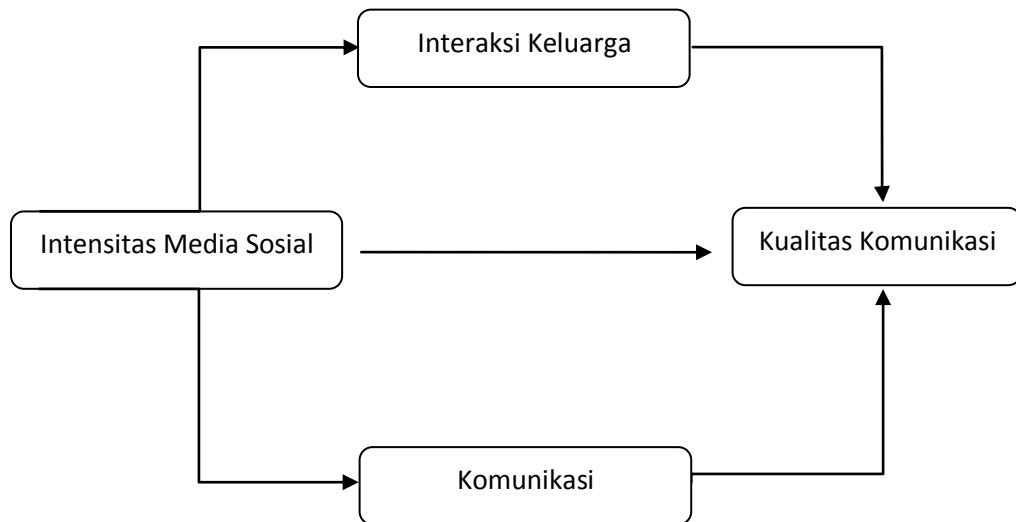 Interaksi Keluarga
Intensitas Media Sosial
Kualitas Komunikasi
Komunikasi